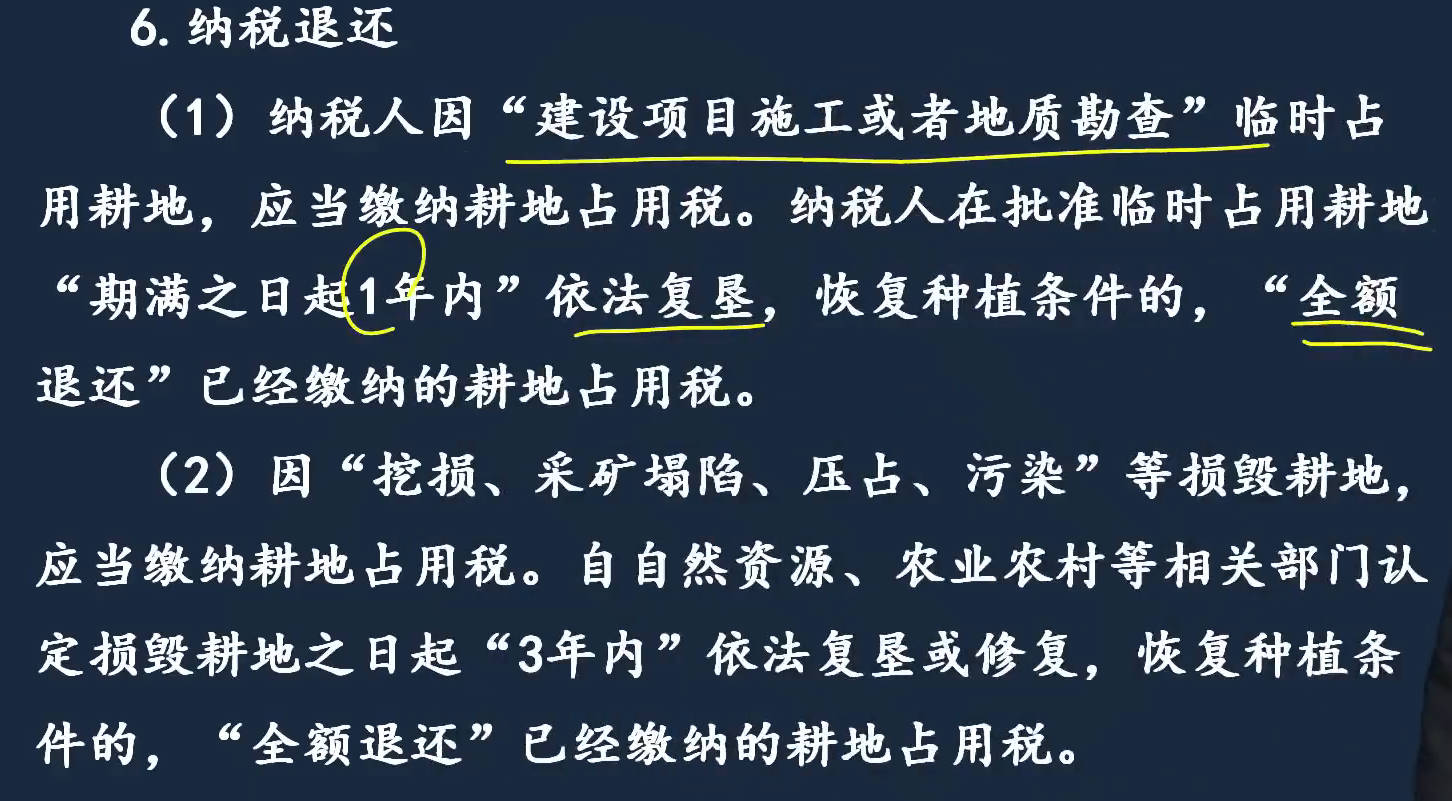 6. 纳税退还
（1）纳税人因“建设项目施工或者地质勘查”临时占
用耕地，应当缴纳耕地占用税。纳税人在批准临时占用耕地
“期满之日起1年内”依法复垦，恢复种植条件的，“全额
退还”已经缴纳的耕地占用税。
（2）因“挖损、采矿塌陷、压占、污染”等损毁耕地，
应当缴纳耕地占用税。自自然资源、农业农村等相关部门认
定损毁耕地之日起“3年内”依法复垦或修复，恢复种植条
件的，“全额退还”已经缴纳的耕地占用税。